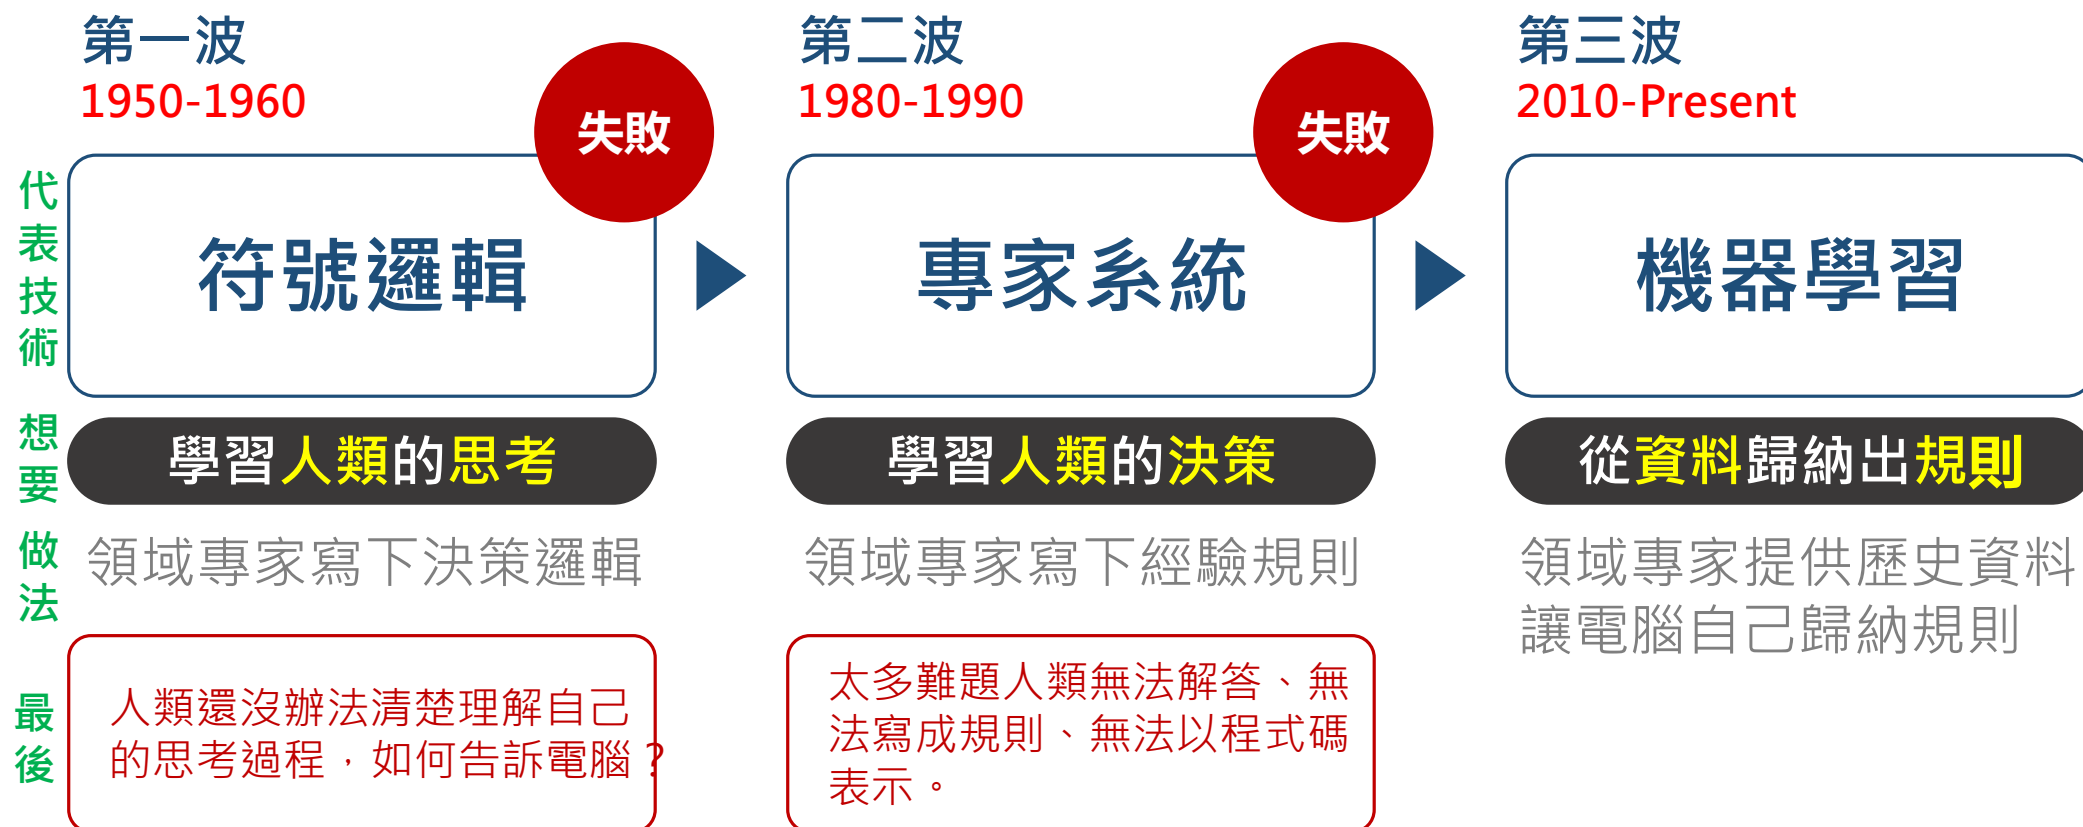 第一波
1950-1960
失敗
第二波
1980-1990
失敗
第三波
2010-Present
代表技術
符號邏輯
專家系統
機器學習
想要
學習人類的思考
學習人類的決策
從資料歸納出規則
做法
領域專家寫下決策邏輯
領域專家寫下經驗規則
領域專家提供歷史資料
讓電腦自己歸納規則
最後
人類還沒辦法清楚理解自己
的思考過程，如何告訴電腦？
太多難題人類無法解答、無
法寫成規則、無法以程式碼
表示。